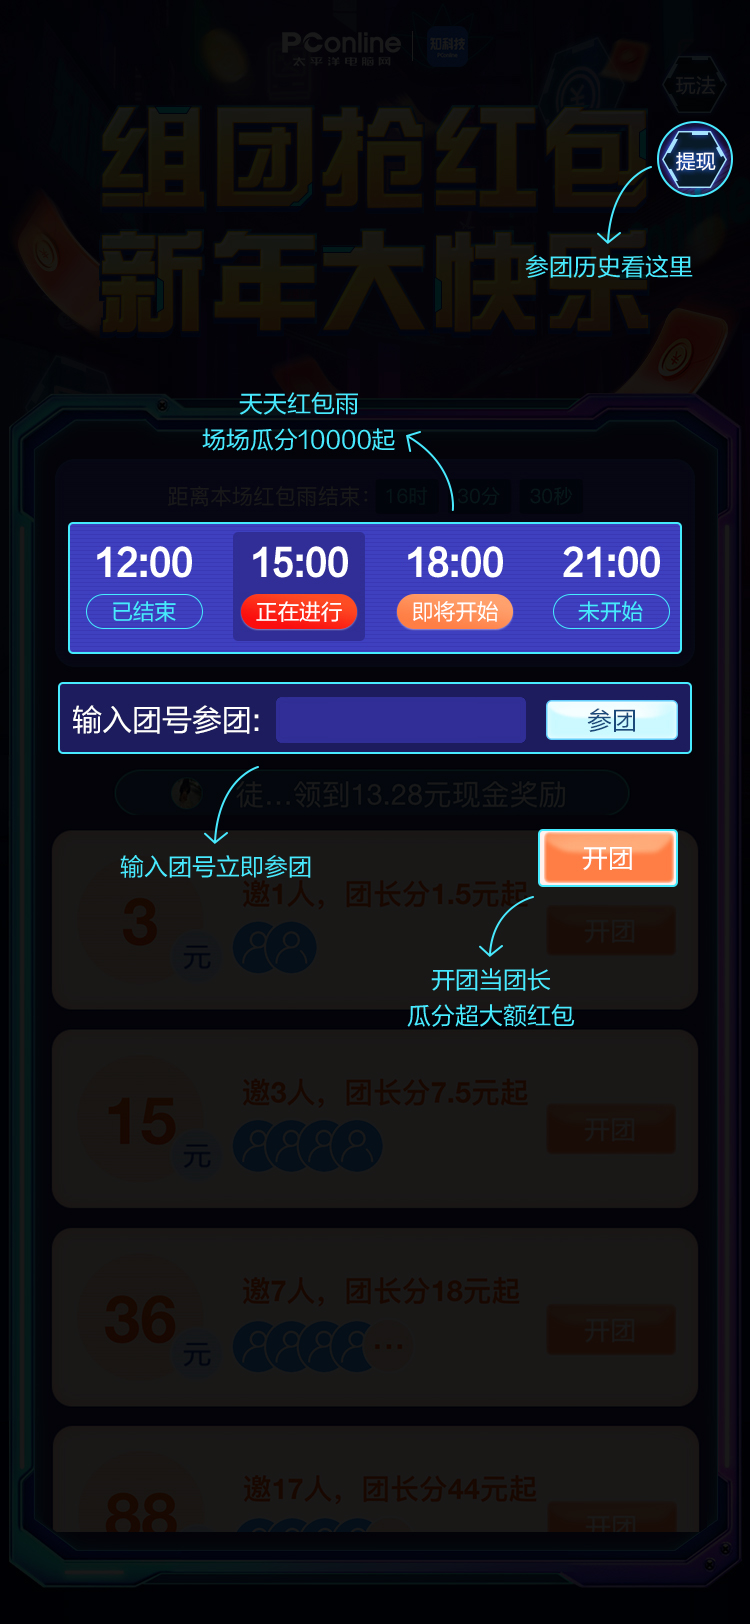 PConline
太平洋电脑网
知科技
玩法
组团抢红包
提现
新年大快乐
参团历史看这里
天天红包雨
场场瓜分10000起
距离本场红包雨结束: 16时 30分 30秒
12:00 15:00 18:00 21:00
已结束 正在进行 即将开始 未开始
输入团号参团: 参团
徒...领到13.28元现金奖励
开团
输入团号立即参团
邀1人，团长分1.5元起
3元
开团
开团当团长
瓜分超大额红包
邀3人，团长分7.5元起
15元
开团
邀7人，团长分18元起
36元
...
开团
邀17人，团长分44元起
88
开团